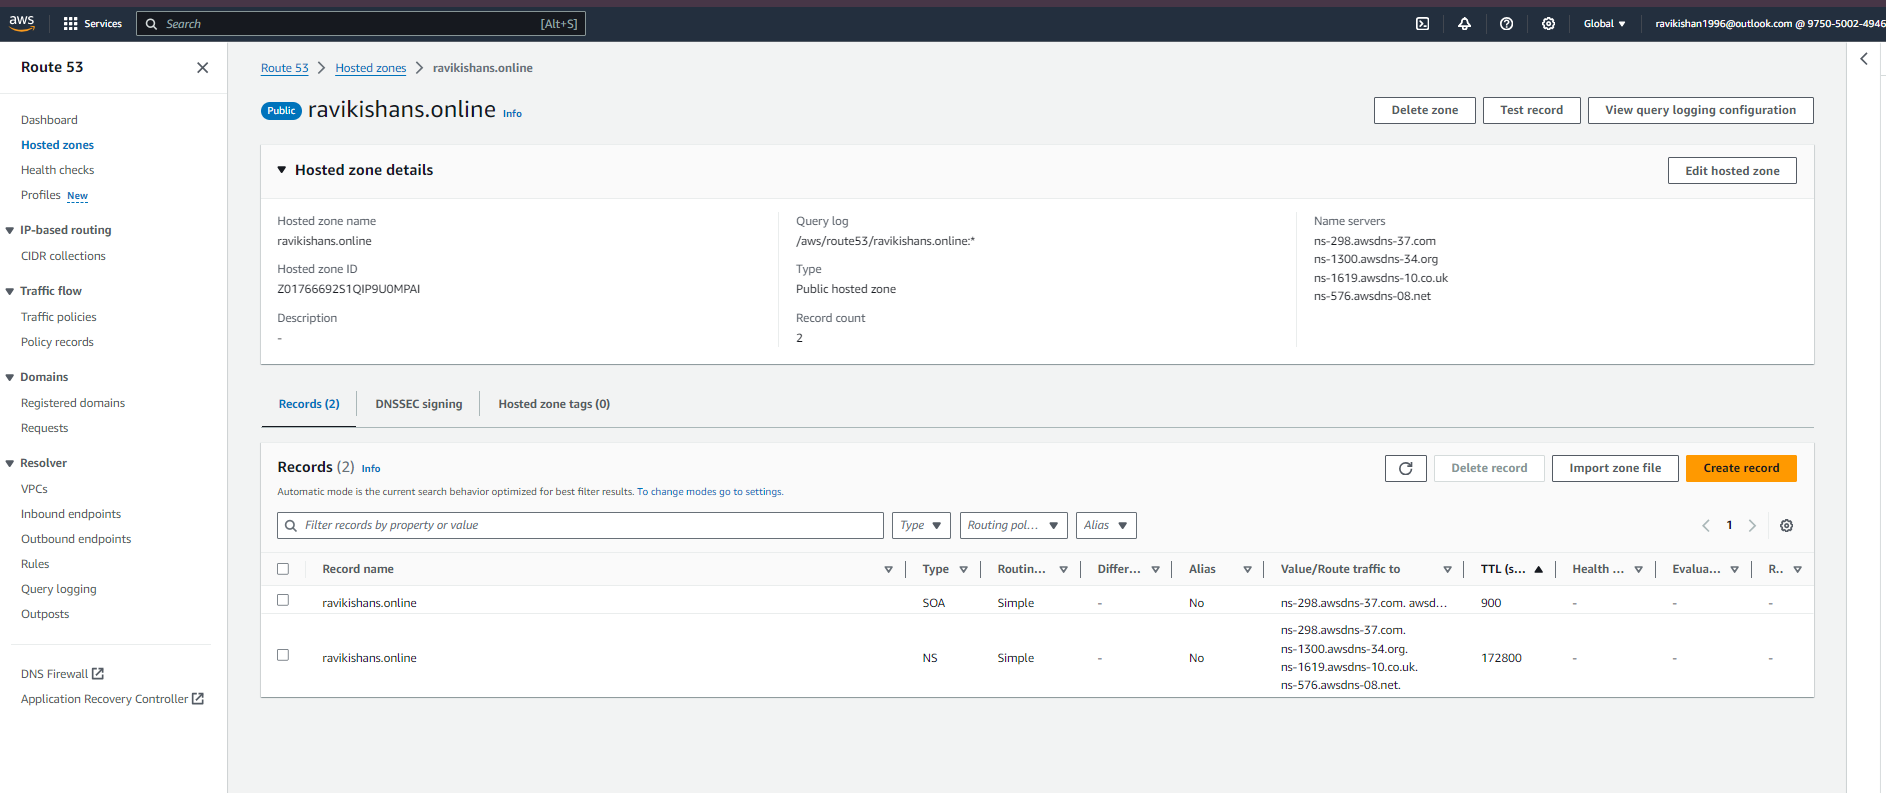 aws
Services
Search
[Alt+S]
Global
ravikishan1996@outlook.com @ 9750-5002-4946
Route 53
Dashboard
Hosted zones
Health checks
Profiles New
IP-based routing
CIDR collections
Traffic flow
Traffic policies
Policy records
Domains
Registered domains
Requests
Resolver
VPCs
Inbound endpoints
Outbound endpoints
Rules
Query logging
Outposts
DNS Firewall
Application Recovery Controller
Route 53 > Hosted zones > ravikishans.online
Public ravikishans.online Info
Delete zone
Test record
View query logging configuration
Hosted zone details
Edit hosted zone
Hosted zone name
ravikishans.online
Hosted zone ID
Z01766692S1QIP9U0MPAI
Description
-
Query log
/aws/route53/ravikishans.online:*
Type
Public hosted zone
Record count
2
Name servers
ns-298.awsdns-37.com
ns-1300.awsdns-34.org
ns-1619.awsdns-10.co.uk
ns-576.awsdns-08.net
Records (2)
DNSSEC signing
Hosted zone tags (0)
Records (2) Info
Delete record
Import zone file
Create record
Automatic mode is the current search behavior optimized for best filter results. To change modes go to settings.
Filter records by property or value
Type
Routing pol...
Alias
1
Record name Type Routin... Differ... Alias Value/Route traffic to TTL (s... Health ... Evalua... R..
ravikishans.online SOA Simple - No ns-298.awsdns-37.com. awsd... 900 - - -
ravikishans.online NS Simple - No ns-298.awsdns-37.com.
ns-1300.awsdns-34.org.
ns-1619.awsdns-10.co.uk.
ns-576.awsdns-08.net. 172800 - - -